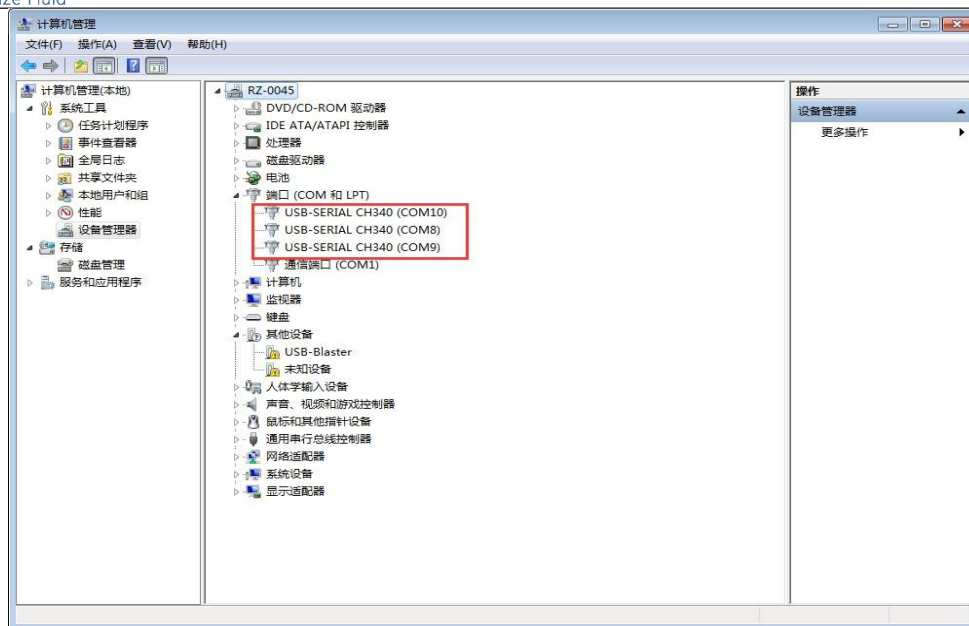 计算机管理
文件(F) 操作(A) 查看(V) 帮助(H)
计算机管理(本地)
系统工具
任务计划程序
事件查看器
全局日志
共享文件夹
本地用户和组
性能
设备管理器
存储
磁盘管理
服务和应用程序
RZ-0045
DVD/CD-ROM 驱动器
IDE ATA/ATAPI 控制器
处理器
磁盘驱动器
电池
端口 (COM 和 LPT)
USB-SERIAL CH340 (COM10)
USB-SERIAL CH340 (COM8)
USB-SERIAL CH340 (COM9)
通信端口 (COM1)
计算机
监视器
键盘
其他设备
USB-Blaster
未知设备
人体学输入设备
声音、视频和游戏控制器
鼠标和其他指针设备
通用串行总线控制器
网络适配器
系统设备
显示适配器
操作
设备管理器
更多操作